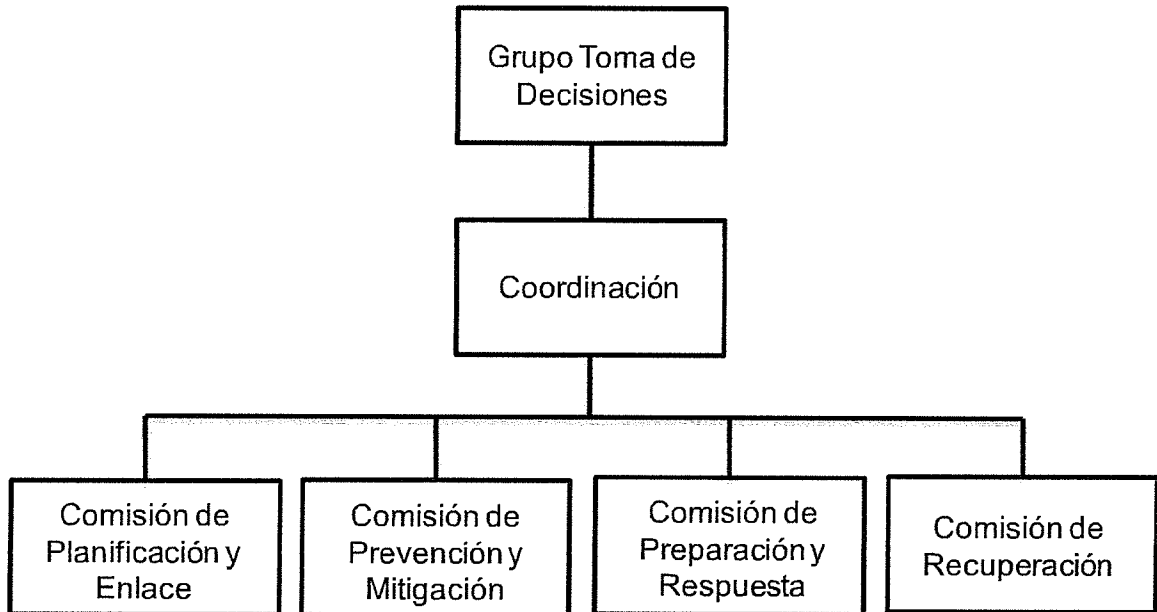 Grupo Toma de
Decisiones
Coordinación
Comisión de
Planificación y
Enlace
Comisión de
Prevención y
Mitigación
Comisión de
Preparación y
Respuesta
Comisión de
Recuperación